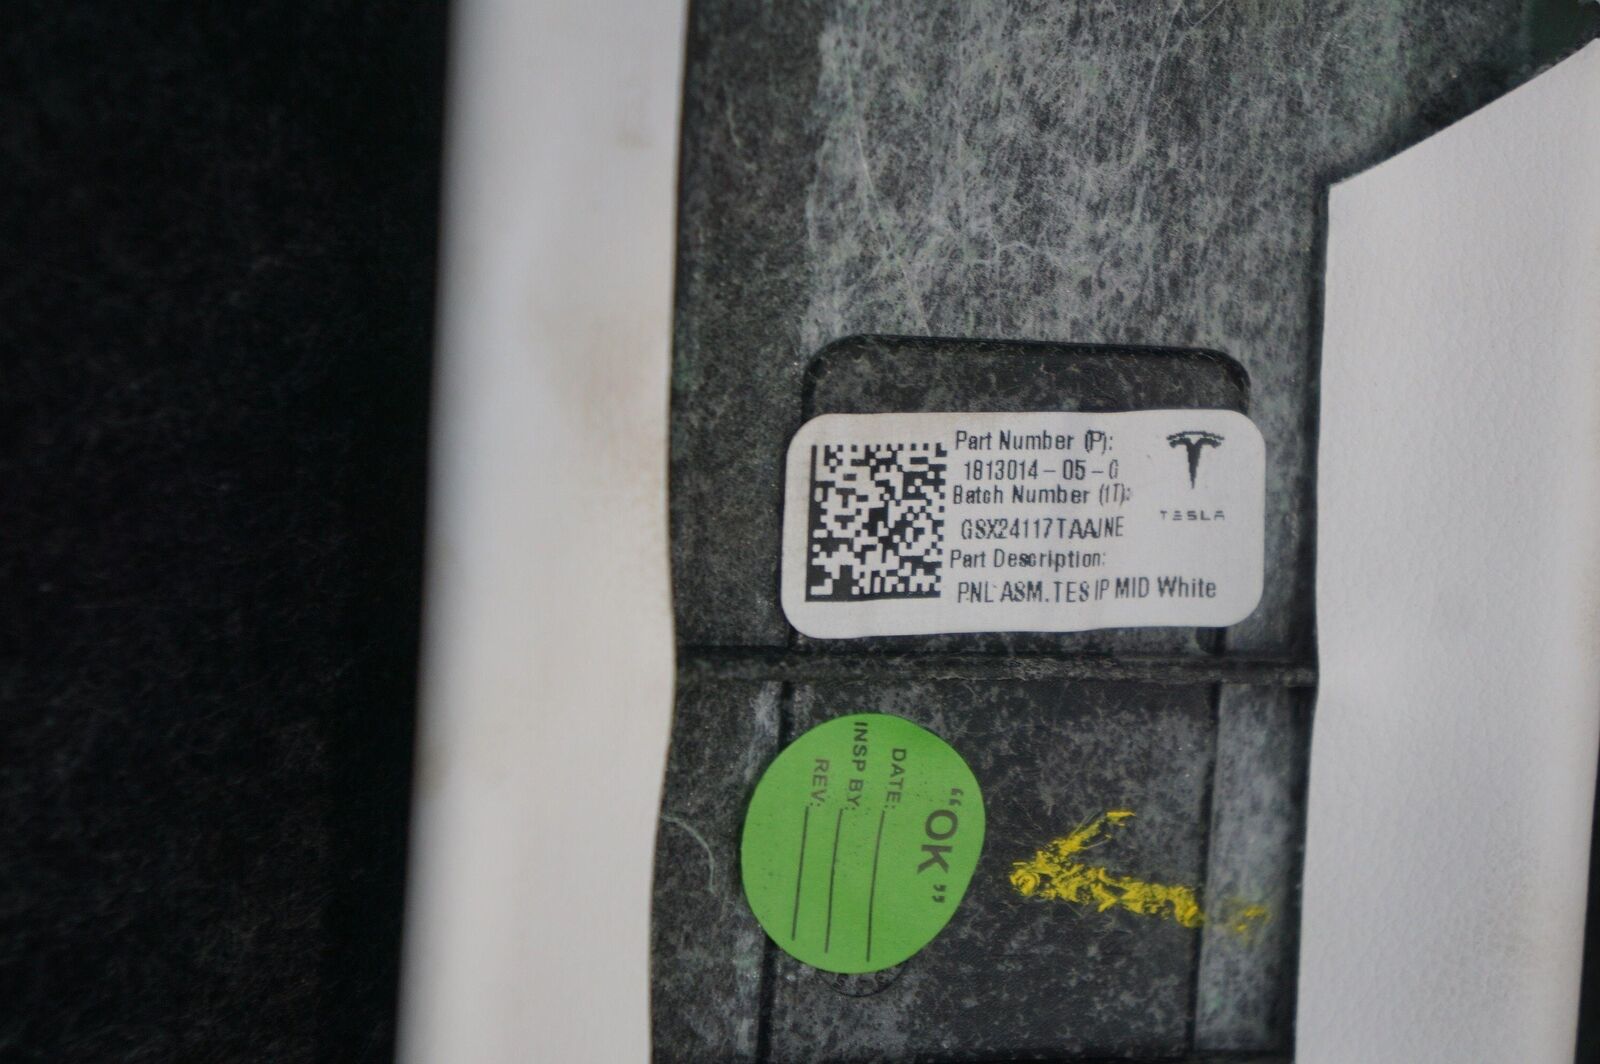 Part Number (P):
1813014-05-0
Batch Number (1T):
GSX24117TAAJNE
Part Description:
PNL ASM.TES IP MID White
TESLA
"OK"
DATE:
INSP BY:
REV: